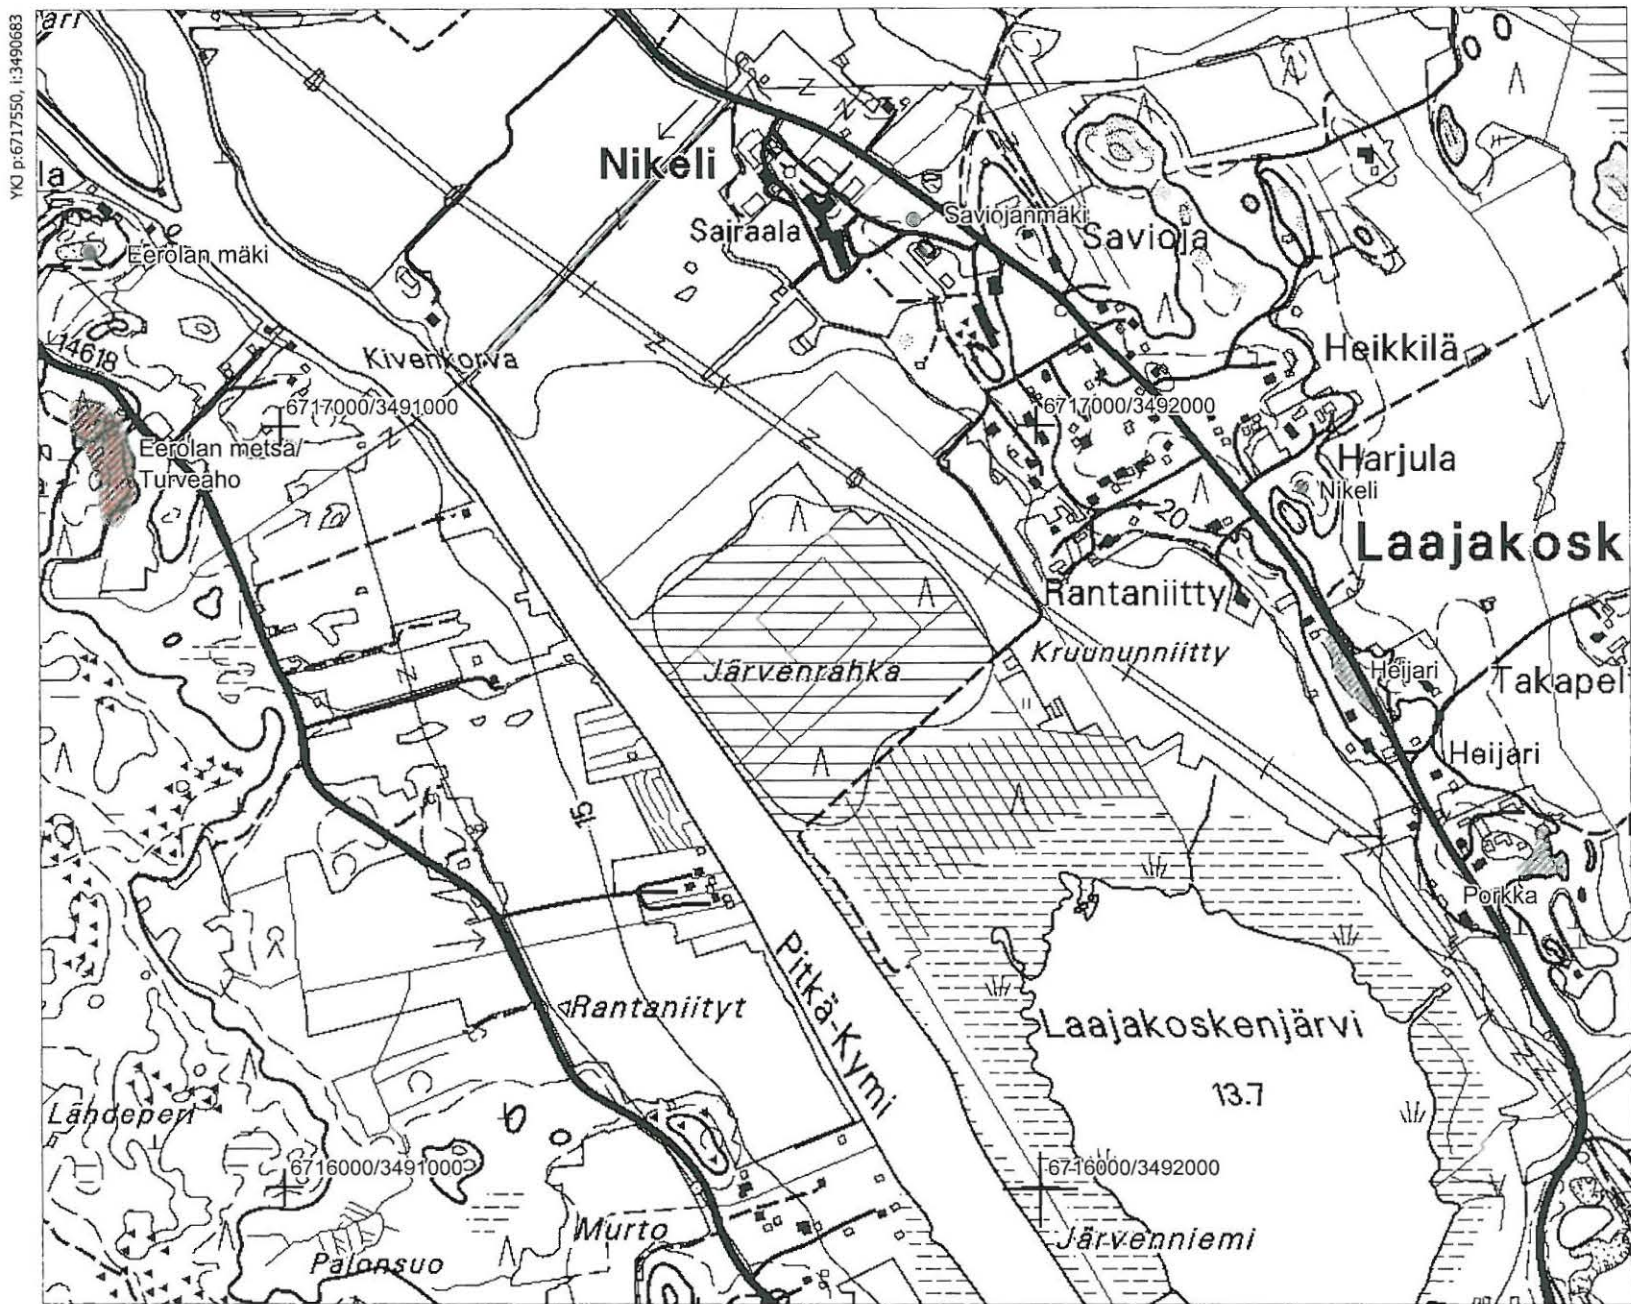 YKJ p:6717550, i:3490683
äri
Nikeli
la
Saviojanmäki
Sairaala
Savioja
Eerolan mäki
14618
Kivenkorva
Heikkilä
6717000/3491000
6717000/3492000
Eerolan metsä/
Turveaho
Harjula
Nikeli
20
Laajakosk
Rantaniitty
Kruununniitty
Järvenrahka
Heijari
Takapel
Heijari
15
Porkka
Pitkä-Kymi
Rantaniityt
Laajakoskenjärvi
13.7
Lähdeperi
6716000/3491000
6716000/3492000
Murto
Järvenniemi
Palonsuo